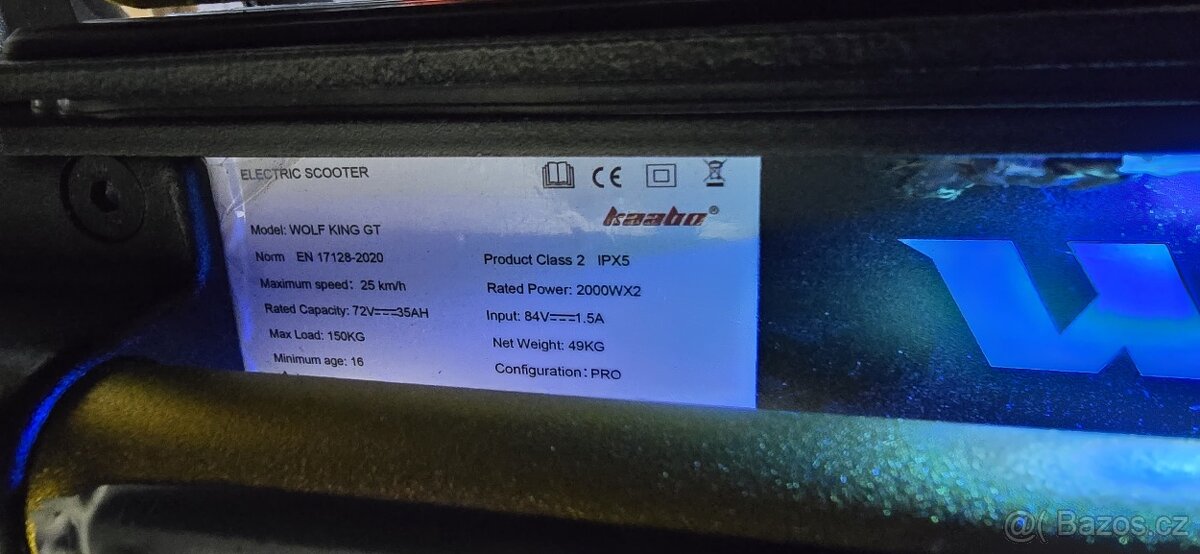 ELECTRIC SCOOTER
CE
kaabo®
Model: WOLF KING GT
Norm EN 17128-2020
Maximum speed: 25 km/h
Rated Capacity: 72V⎓35AH
Max Load: 150KG
Minimum age: 16
Product Class 2 IPX5
Rated Power: 2000WX2
Input: 84V⎓1.5A
Net Weight: 49KG
Configuration: PRO
W
@( Bazos.cz